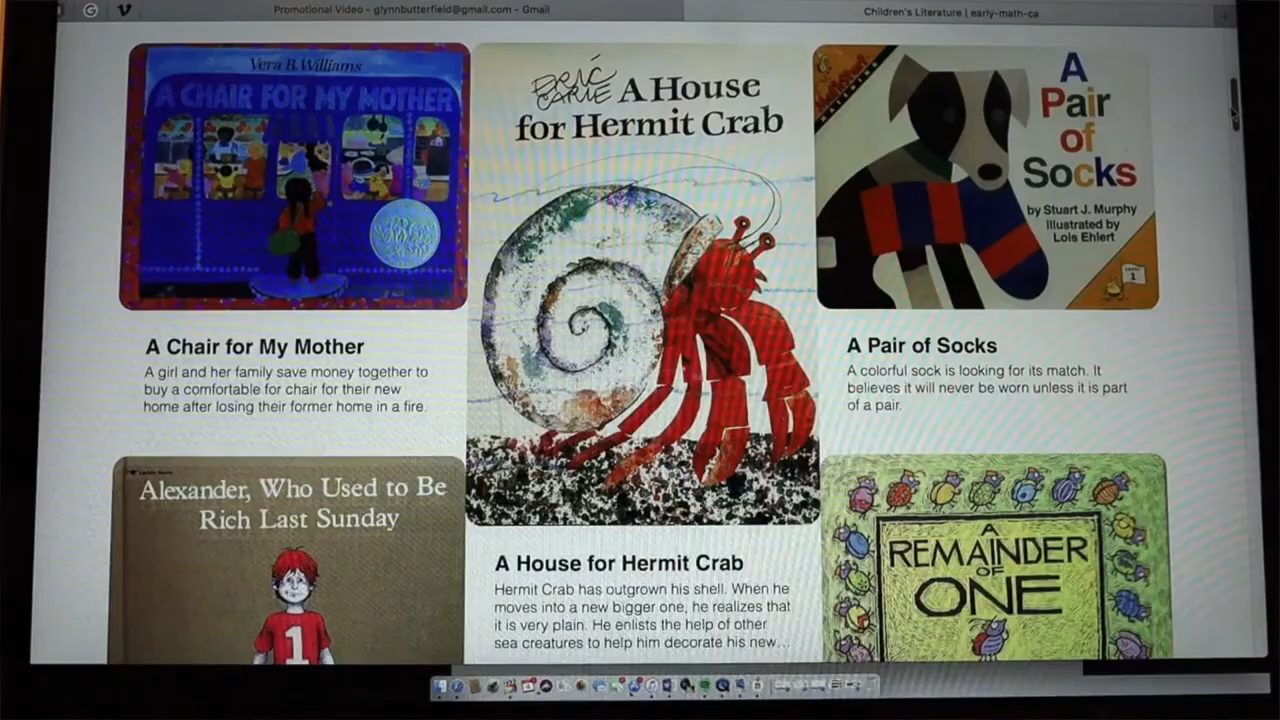 Promotional Video - glynnbutterfield@gmail.com - Gmail
Children's Literature | early-math-ca
Vera B. Williams
A CHAIR FOR MY MOTHER
A Chair for My Mother
A girl and her family save money together to
buy a comfortable for chair for their new
home after losing their former home in a fire.
Alexander, Who Used to Be
Rich Last Sunday
1
ERIC
CARLE
A House
for Hermit Crab
A House for Hermit Crab
Hermit Crab has outgrown his shell. When he
moves into a new bigger one, he realizes that
it is very plain. He enlists the help of other
sea creatures to help him decorate his new...
MathStart
A
Pair
of
Socks
by Stuart J. Murphy
illustrated by
Lois Ehlert
LEVEL
1
A Pair of Socks
A colorful sock is looking for its match. It
believes it will never be worn unless it is part
of a pair.
A
REMAINDER
OF
ONE